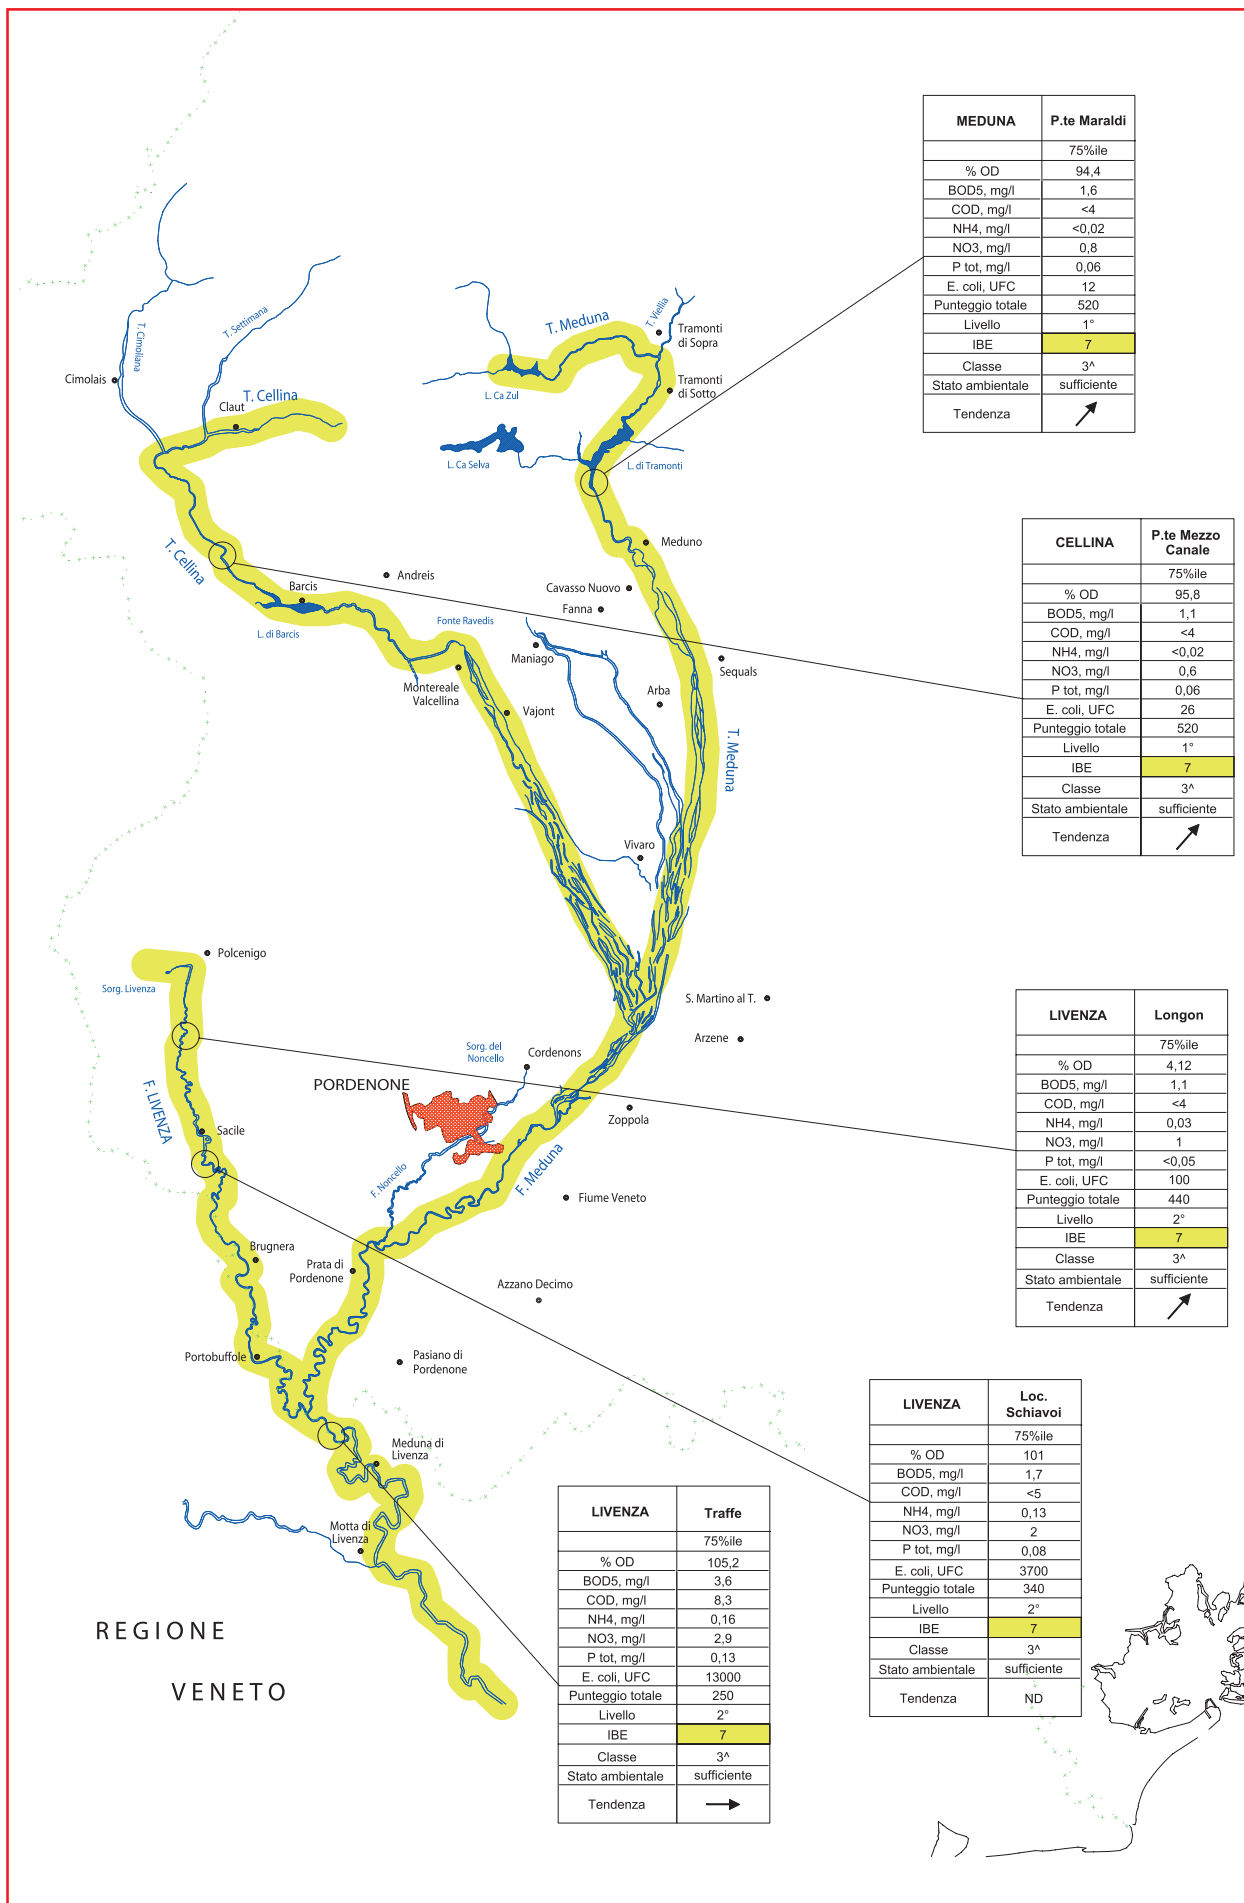 MEDUNA P.te Maraldi
75%ile
% OD 94,4
BOD5, mg/l 1,6
COD, mg/l <4
NH4, mg/l <0,02
NO3, mg/l 0,8
P tot, mg/l 0,06
E. coli, UFC 12
Punteggio totale 520
Livello 1°
IBE 7
Classe 3^
Stato ambientale sufficiente
Tendenza
T. Cimoliana
T. Settimana
Cimolais
Claut
T. Cellina
T. Meduna
T. Viellia
Tramonti
di Sopra
Tramonti
di Sotto
L. Ca Zul
L. Ca Selva
L. di Tramonti
T. Cellina
Meduno
Andreis
Barcis
L. di Barcis
Cavasso Nuovo
Fanna
Fonte Ravedis
Maniago
Sequals
Montereale
Valcellina
Arba
Vajont
T. Meduna
Vivaro
CELLINA P.te Mezzo
Canale
75%ile
% OD 95,8
BOD5, mg/l 1,1
COD, mg/l <4
NH4, mg/l <0,02
NO3, mg/l 0,6
P tot, mg/l 0,06
E. coli, UFC 26
Punteggio totale 520
Livello 1°
IBE 7
Classe 3^
Stato ambientale sufficiente
Tendenza
Polcenigo
Sorg. Livenza
S. Martino al T.
Arzene
Sorg. del
Noncello
Cordenons
PORDENONE
Zoppola
F. LIVENZA
Sacile
F. Noncello
F. Meduna
Fiume Veneto
Brugnera
Prata di
Pordenone
Azzano Decimo
Portobuffole
Pasiano di
Pordenone
Meduna di
Livenza
Motta di
Livenza
LIVENZA Longon
75%ile
% OD 4,12
BOD5, mg/l 1,1
COD, mg/l <4
NH4, mg/l 0,03
NO3, mg/l 1
P tot, mg/l <0,05
E. coli, UFC 100
Punteggio totale 440
Livello 2°
IBE 7
Classe 3^
Stato ambientale sufficiente
Tendenza
LIVENZA Loc.
Schiavoi
75%ile
% OD 101
BOD5, mg/l 1,7
COD, mg/l <5
NH4, mg/l 0,13
NO3, mg/l 2
P tot, mg/l 0,08
E. coli, UFC 3700
Punteggio totale 340
Livello 2°
IBE 7
Classe 3^
Stato ambientale sufficiente
Tendenza ND
LIVENZA Traffe
75%ile
% OD 105,2
BOD5, mg/l 3,6
COD, mg/l 8,3
NH4, mg/l 0,16
NO3, mg/l 2,9
P tot, mg/l 0,13
E. coli, UFC 13000
Punteggio totale 250
Livello 2°
IBE 7
Classe 3^
Stato ambientale sufficiente
Tendenza
REGIONE
VENETO